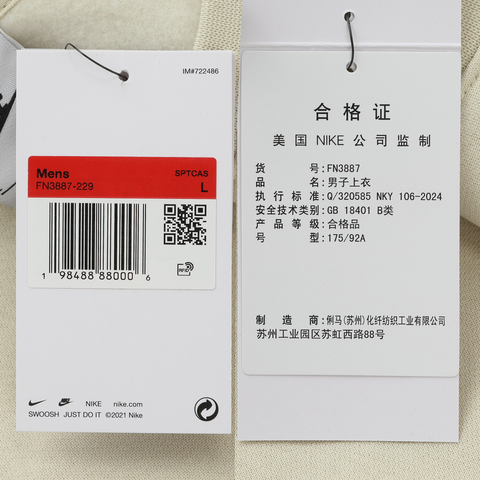 IM#722486
Mens
SPTCAS
FN3887-229
L
1 98488 88000 6
RFID
NIKE
nike.com
SWOOSH JUST DO IT ©2021 Nike
合格证
美国 NIKE 公司监制
货号:FN3887
品名:男子上衣
执行标准:Q/320585 NKY 106-2024
安全技术类别:GB 18401 B类
产品等级:合格品
号型:175/92A
制造商:俐马(苏州)化纤纺织工业有限公司
苏州工业园区苏虹西路88号